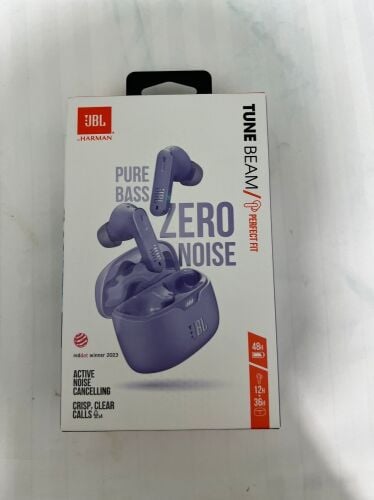 JBL
by HARMAN
TUNE BEAM
PERFECT FIT
PURE
BASS
ZERO
NOISE
JBL
reddot winner 2023
ACTIVE
NOISE
CANCELLING
CRISP, CLEAR
CALLS
48H
12H
+
36H